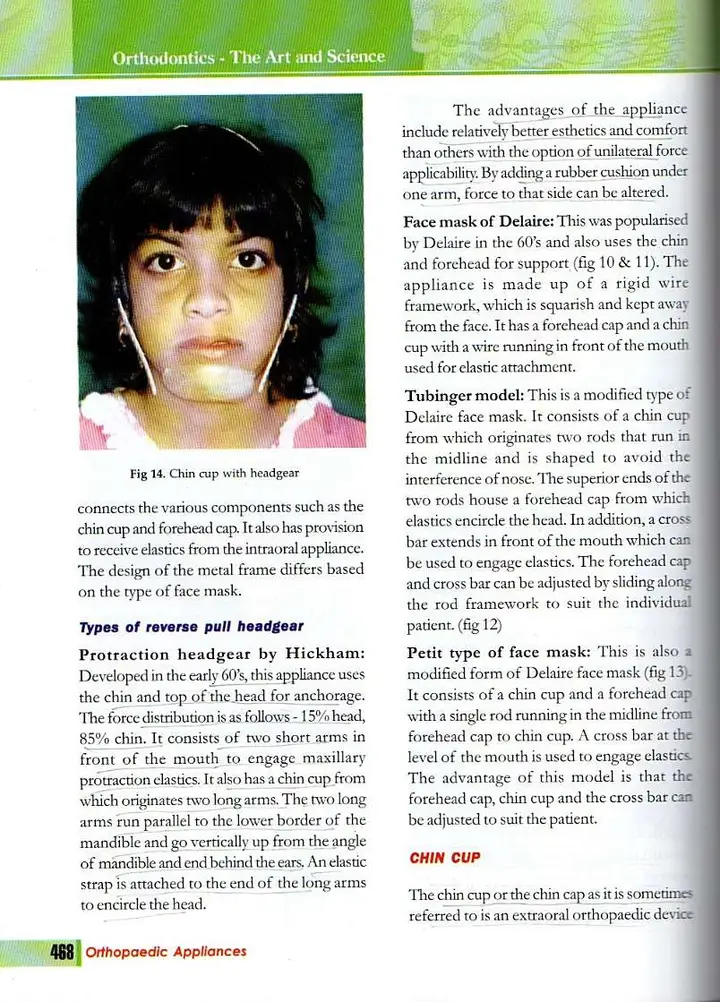 Orthodontics - The Art and Science
Fig 14. Chin cup with headgear
connects the various components such as the
chin cup and forehead cap. It also has provision
to receive elastics from the intraoral appliance.
The design of the metal frame differs based
on the type of face mask.
Types of reverse pull headgear
Protraction headgear by Hickham:
Developed in the early 60's, this appliance uses
the chin and top of the head for anchorage.
The force distribution is as follows - 15% head,
85% chin. It consists of two short arms in
front of the mouth to engage maxillary
protraction elastics. It also has a chin cup from
which originates two long arms. The two long
arms run parallel to the lower border of the
mandible and go vertically up from the angle
of mandible and end behind the ears. An elastic
strap is attached to the end of the long arms
to encircle the head.
The advantages of the appliance
include relatively better esthetics and comfort
than others with the option of unilateral force
applicability. By adding a rubber cushion under
one arm, force to that side can be altered.
Face mask of Delaire: This was popularised
by Delaire in the 60's and also uses the chin
and forehead for support (fig 10 & 11). The
appliance is made up of a rigid wire
framework, which is squarish and kept away
from the face. It has a forehead cap and a chin
cup with a wire running in front of the mouth
used for elastic attachment.
Tubinger model: This is a modified type of
Delaire face mask. It consists of a chin cup
from which originates two rods that run in
the midline and is shaped to avoid the
interference of nose. The superior ends of the
two rods house a forehead cap from which
elastics encircle the head. In addition, a cross
bar extends in front of the mouth which can
be used to engage elastics. The forehead cap
and cross bar can be adjusted by sliding along
the rod framework to suit the individual
patient. (fig 12)
Petit type of face mask: This is also a
modified form of Delaire face mask (fig 13).
It consists of a chin cup and a forehead cap
with a single rod running in the midline from
forehead cap to chin cup. A cross bar at the
level of the mouth is used to engage elastics.
The advantage of this model is that the
forehead cap, chin cup and the cross bar can
be adjusted to suit the patient.
CHIN CUP
The chin cup or the chin cap as it is sometimes
referred to is an extraoral orthopaedic device
468 Orthopaedic Appliances